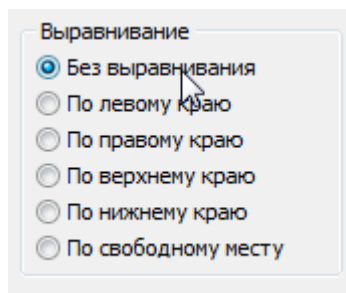 Выравнивание
Без выравнивания
По левому краю
По правому краю
По верхнему краю
По нижнему краю
По свободному месту